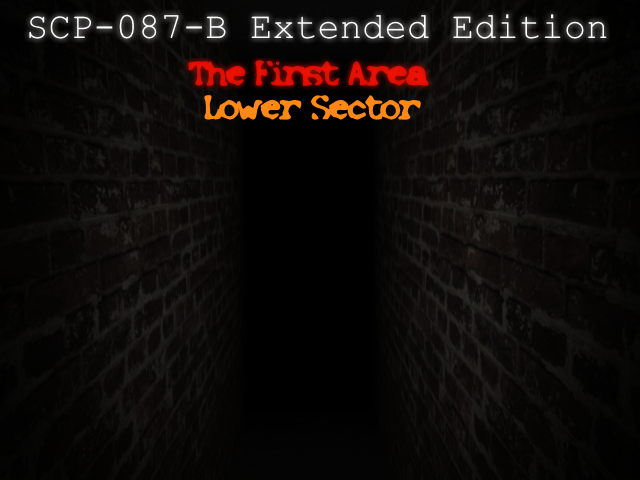 SCP-087-B Extended Edition
The First Area
Lower Sector